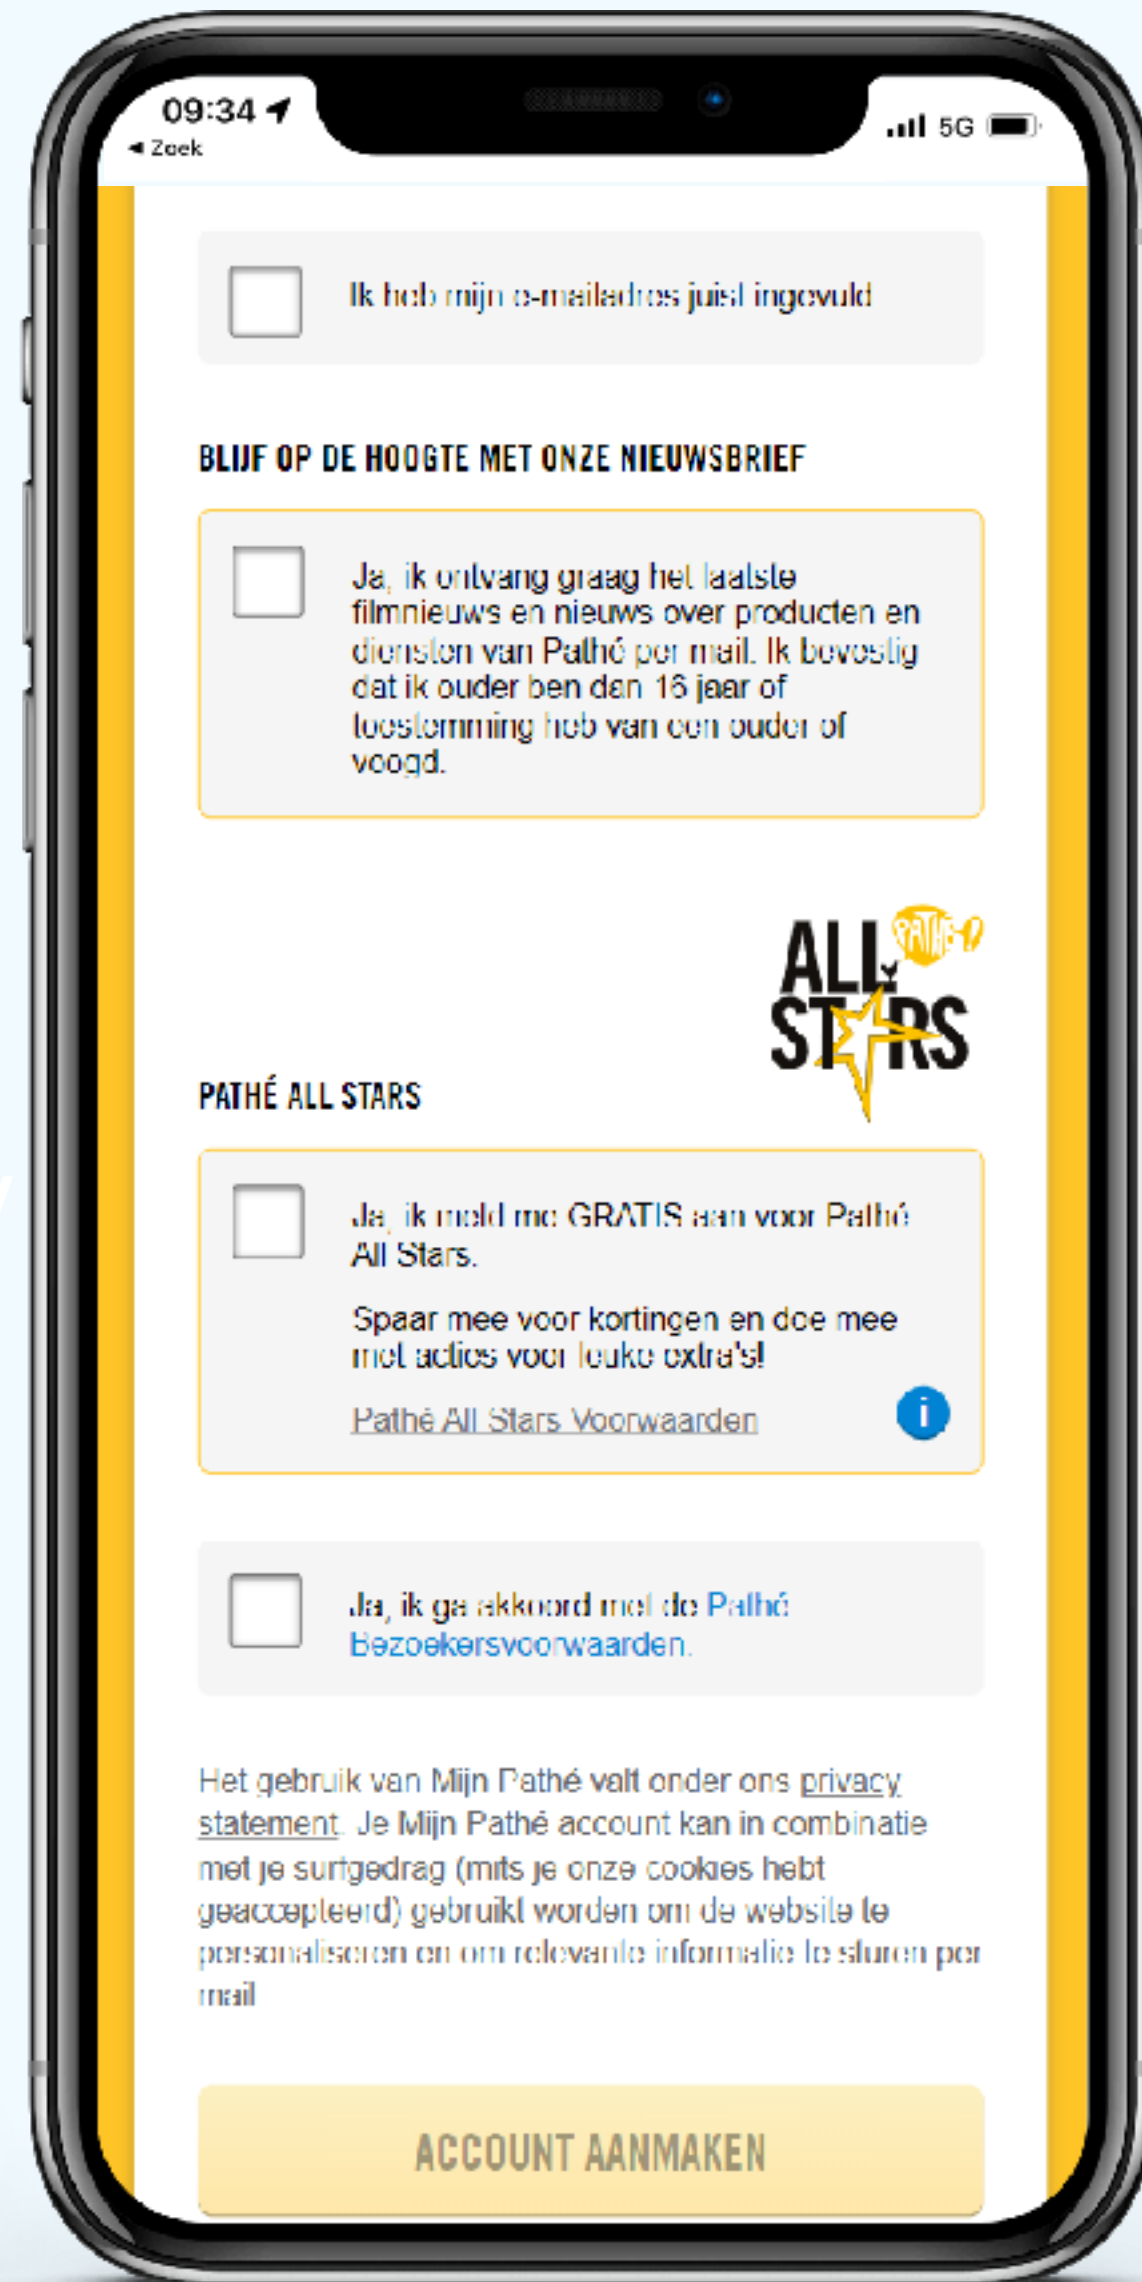 09:34
◄ Zoek
5G
Ik heb mijn e-mailadres juist ingevuld
BLIJF OP DE HOOGTE MET ONZE NIEUWSBRIEF
Ja, ik ontvang graag het laatste
filmnieuws en nieuws over producten en
diensten van Pathé per mail. Ik bevestig
dat ik ouder ben dan 16 jaar of
toestemming heb van een ouder of
voogd.
ALL PATHÉ
STARS
PATHÉ ALL STARS
Ja, ik meld me GRATIS aan voor Pathé
All Stars.
Spaar mee voor kortingen en doe mee
met acties voor leuke extra's!
Pathé All Stars Voorwaarden
i
Ja, ik ga akkoord met de Pathé
Bezoekersvoorwaarden.
Het gebruik van Mijn Pathé valt onder ons privacy
statement. Je Mijn Pathé account kan in combinatie
met je surfgedrag (mits je onze cookies hebt
geaccepteerd) gebruikt worden om de website te
personaliseren en om relevante informatie te sturen per
mail
ACCOUNT AANMAKEN